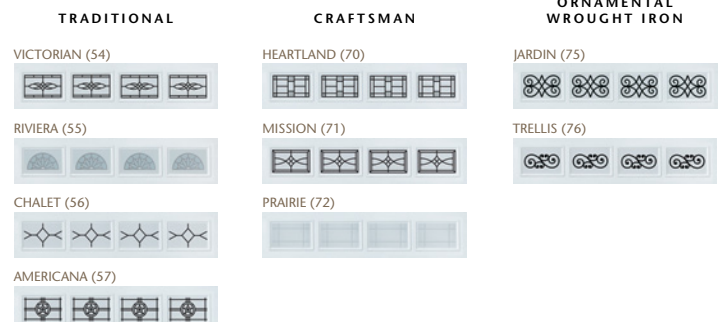 TRADITIONAL
VICTORIAN (54)
RIVIERA (55)
CHALET (56)
AMERICANA (57)
CRAFTSMAN
HEARTLAND (70)
MISSION (71)
PRAIRIE (72)
ORNAMENTAL
WROUGHT IRON
JARDIN (75)
TRELLIS (76)